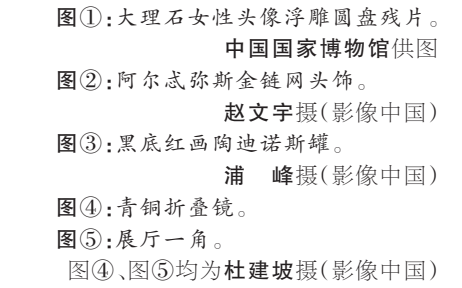 图①:大理石女性头像浮雕圆盘残片。
中国国家博物馆供图
图②:阿尔忒弥斯金链网头饰。
赵文宇摄(影像中国)
图③:黑底红画陶迪诺斯罐。
浦　峰摄(影像中国)
图④:青铜折叠镜。
图⑤:展厅一角。
图④、图⑤均为杜建坡摄(影像中国)